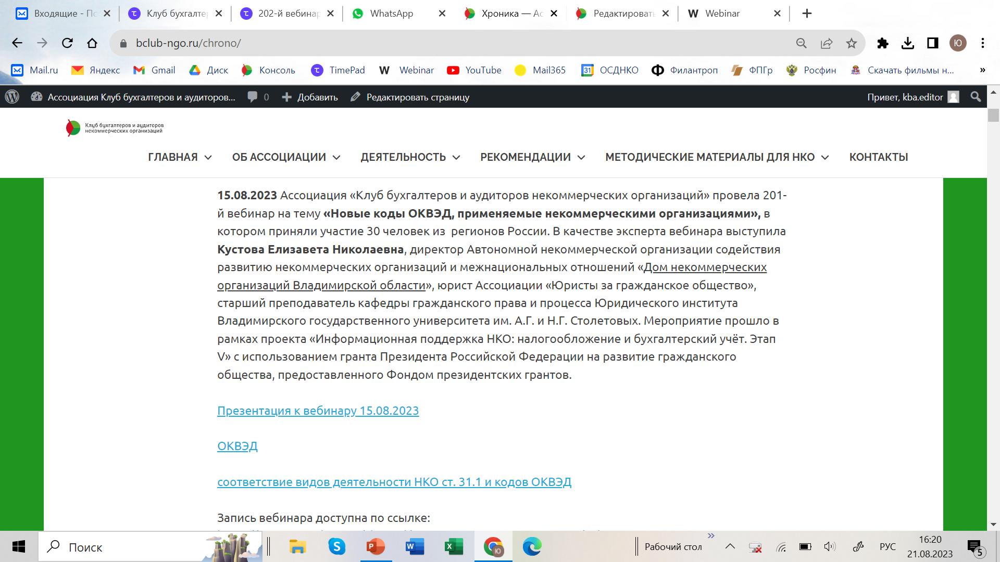 Входящие - По
Клуб бухгалтер
202-й вебинар
WhatsApp
Хроника — Ас
Редактировать
W Webinar
bclub-ngo.ru/chrono/
Ю
Mail.ru
Яндекс
Gmail
Диск
Консоль
TimePad
W Webinar
YouTube
Mail365
31 ОСДНКО
Филантроп
ФПГр
Росфин
Скачать фильмы н...
»
Ассоциация Клуб бухгалтеров и аудиторов...
0
Добавить
Редактировать страницу
Привет, kba.editor
Клуб бухгалтеров и аудиторов
некоммерческих организаций
ГЛАВНАЯ
ОБ АССОЦИАЦИИ
ДЕЯТЕЛЬНОСТЬ
РЕКОМЕНДАЦИИ
МЕТОДИЧЕСКИЕ МАТЕРИАЛЫ ДЛЯ НКО
КОНТАКТЫ
15.08.2023 Ассоциация «Клуб бухгалтеров и аудиторов некоммерческих организаций» провела 201-
й вебинар на тему «Новые коды ОКВЭД, применяемые некоммерческими организациями», в
котором приняли участие 30 человек из регионов России. В качестве эксперта вебинара выступила
Кустова Елизавета Николаевна, директор Автономной некоммерческой организации содействия
развитию некоммерческих организаций и межнациональных отношений «Дом некоммерческих
организаций Владимирской области», юрист Ассоциации «Юристы за гражданское общество»,
старший преподаватель кафедры гражданского права и процесса Юридического института
Владимирского государственного университета им. А.Г. и Н.Г. Столетовых. Мероприятие прошло в
рамках проекта «Информационная поддержка НКО: налогообложение и бухгалтерский учёт. Этап
V» с использованием гранта Президента Российской Федерации на развитие гражданского
общества, предоставленного Фондом президентских грантов.
Презентация к вебинару 15.08.2023
ОКВЭД
соответствие видов деятельности НКО ст. 31.1 и кодов ОКВЭД
Запись вебинара доступна по ссылке:
Поиск
Рабочий стол
»
РУС
16:20
21.08.2023
5